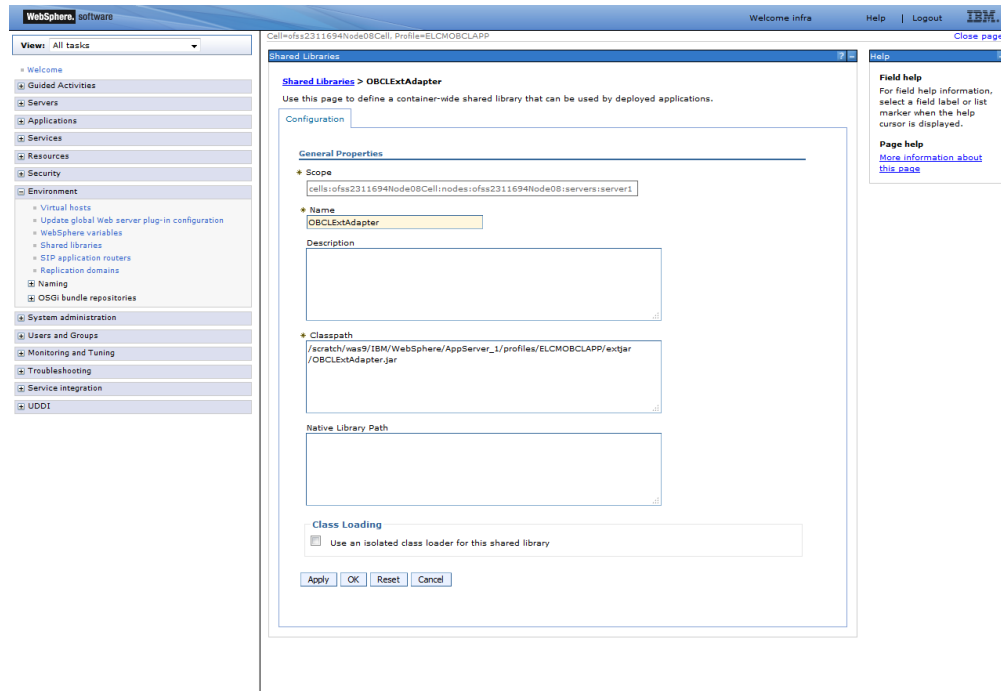 WebSphere. software
Welcome infra
Help | Logout
IBM.
View: All tasks
Welcome
Guided Activities
Servers
Applications
Services
Resources
Security
Environment
Virtual hosts
Update global Web server plug-in configuration
WebSphere variables
Shared libraries
SIP application routers
Replication domains
Naming
OSGi bundle repositories
System administration
Users and Groups
Monitoring and Tuning
Troubleshooting
Service integration
UDDI
Cell=ofss2311694Node08Cell, Profile=ELCMOBCLAPP
Close page
Shared Libraries
? -
Shared Libraries > OBCLExtAdapter
Use this page to define a container-wide shared library that can be used by deployed applications.
Configuration
General Properties
* Scope
cells:ofss2311694Node08Cell:nodes:ofss2311694Node08:servers:server1
* Name
OBCLExtAdapter
Description
* Classpath
/scratch/was9/IBM/WebSphere/AppServer_1/profiles/ELCMOBCLAPP/extjar
/OBCLExtAdapter.jar
Native Library Path
Class Loading
Use an isolated class loader for this shared library
Apply
OK
Reset
Cancel
Help
Field help
For field help information,
select a field label or list
marker when the help
cursor is displayed.
Page help
More information about
this page